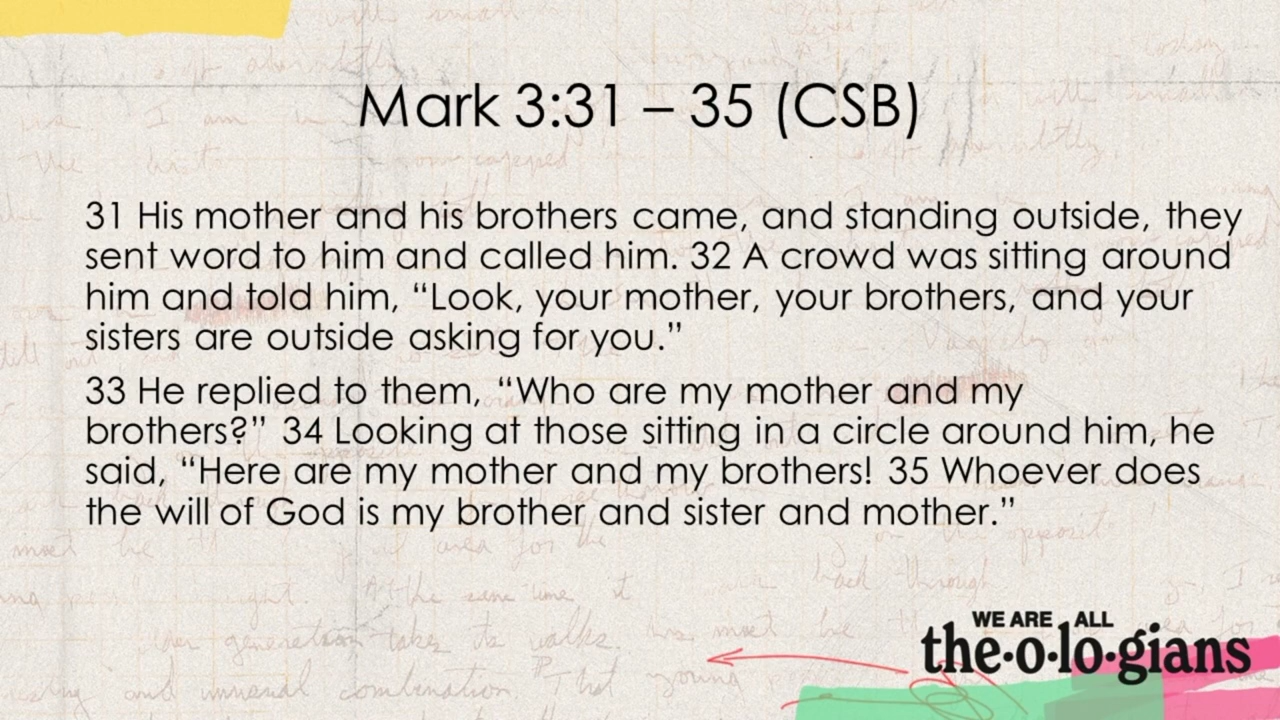 Mark 3:31 – 35 (CSB)
31 His mother and his brothers came, and standing outside, they
sent word to him and called him. 32 A crowd was sitting around
him and told him, “Look, your mother, your brothers, and your
sisters are outside asking for you.”
33 He replied to them, “Who are my mother and my
brothers?” 34 Looking at those sitting in a circle around him, he
said, “Here are my mother and my brothers! 35 Whoever does
the will of God is my brother and sister and mother.”
WE ARE ALL
the·o·lo·gians